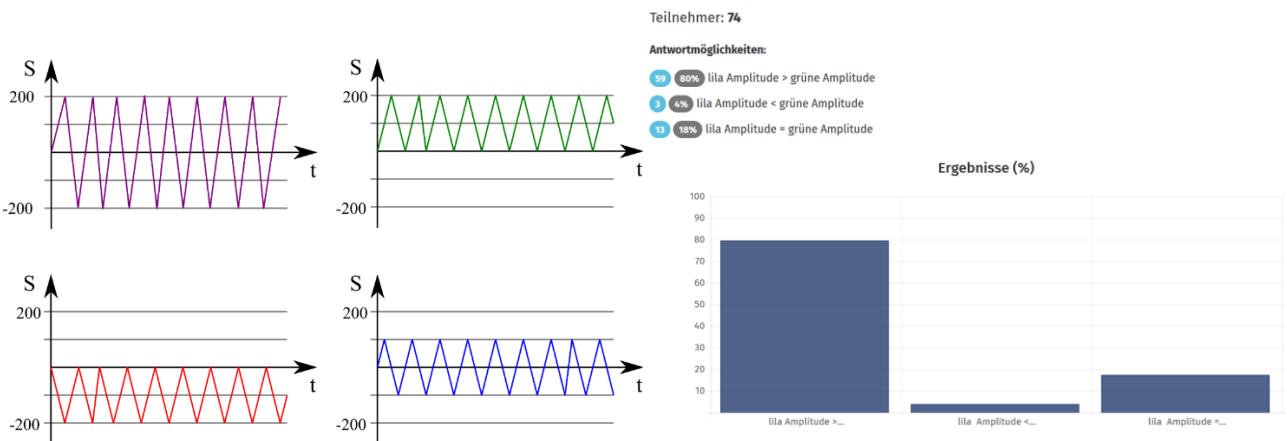 S
200
-200
t
S
200
-200
t
S
200
-200
t
S
200
-200
t
Teilnehmer: 74
Antwortmöglichkeiten:
59 80% lila Amplitude > grüne Amplitude
3 4% lila Amplitude < grüne Amplitude
13 18% lila Amplitude = grüne Amplitude
Ergebnisse (%)
100
90
80
70
60
50
40
30
20
10
lila Amplitude >... lila Amplitude <... lila Amplitude =...